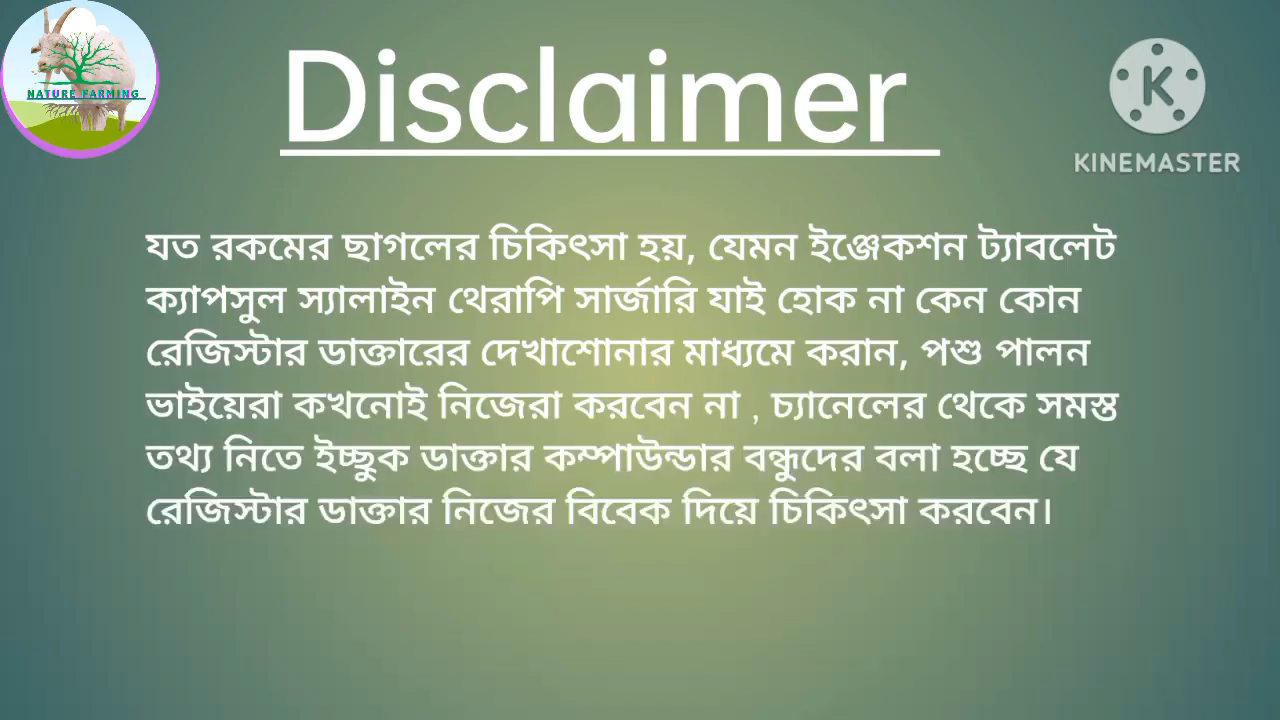 Disclaimer
NATURE FARMING
K
KINEMASTER
যত রকমের ছাগলের চিকিৎসা হয়, যেমন ইঞ্জেকশন ট্যাবলেট
ক্যাপসুল স্যালাইন থেরাপি সার্জারি যাই হোক না কেন কোন
রেজিস্টার ডাক্তারের দেখাশোনার মাধ্যমে করান, পশু পালন
ভাইয়েরা কখনোই নিজেরা করবেন না , চ্যানেলের থেকে সমস্ত
তথ্য নিতে ইচ্ছুক ডাক্তার কম্পাউন্ডার বন্ধুদের বলা হচ্ছে যে
রেজিস্টার ডাক্তার নিজের বিবেক দিয়ে চিকিৎসা করবেন।